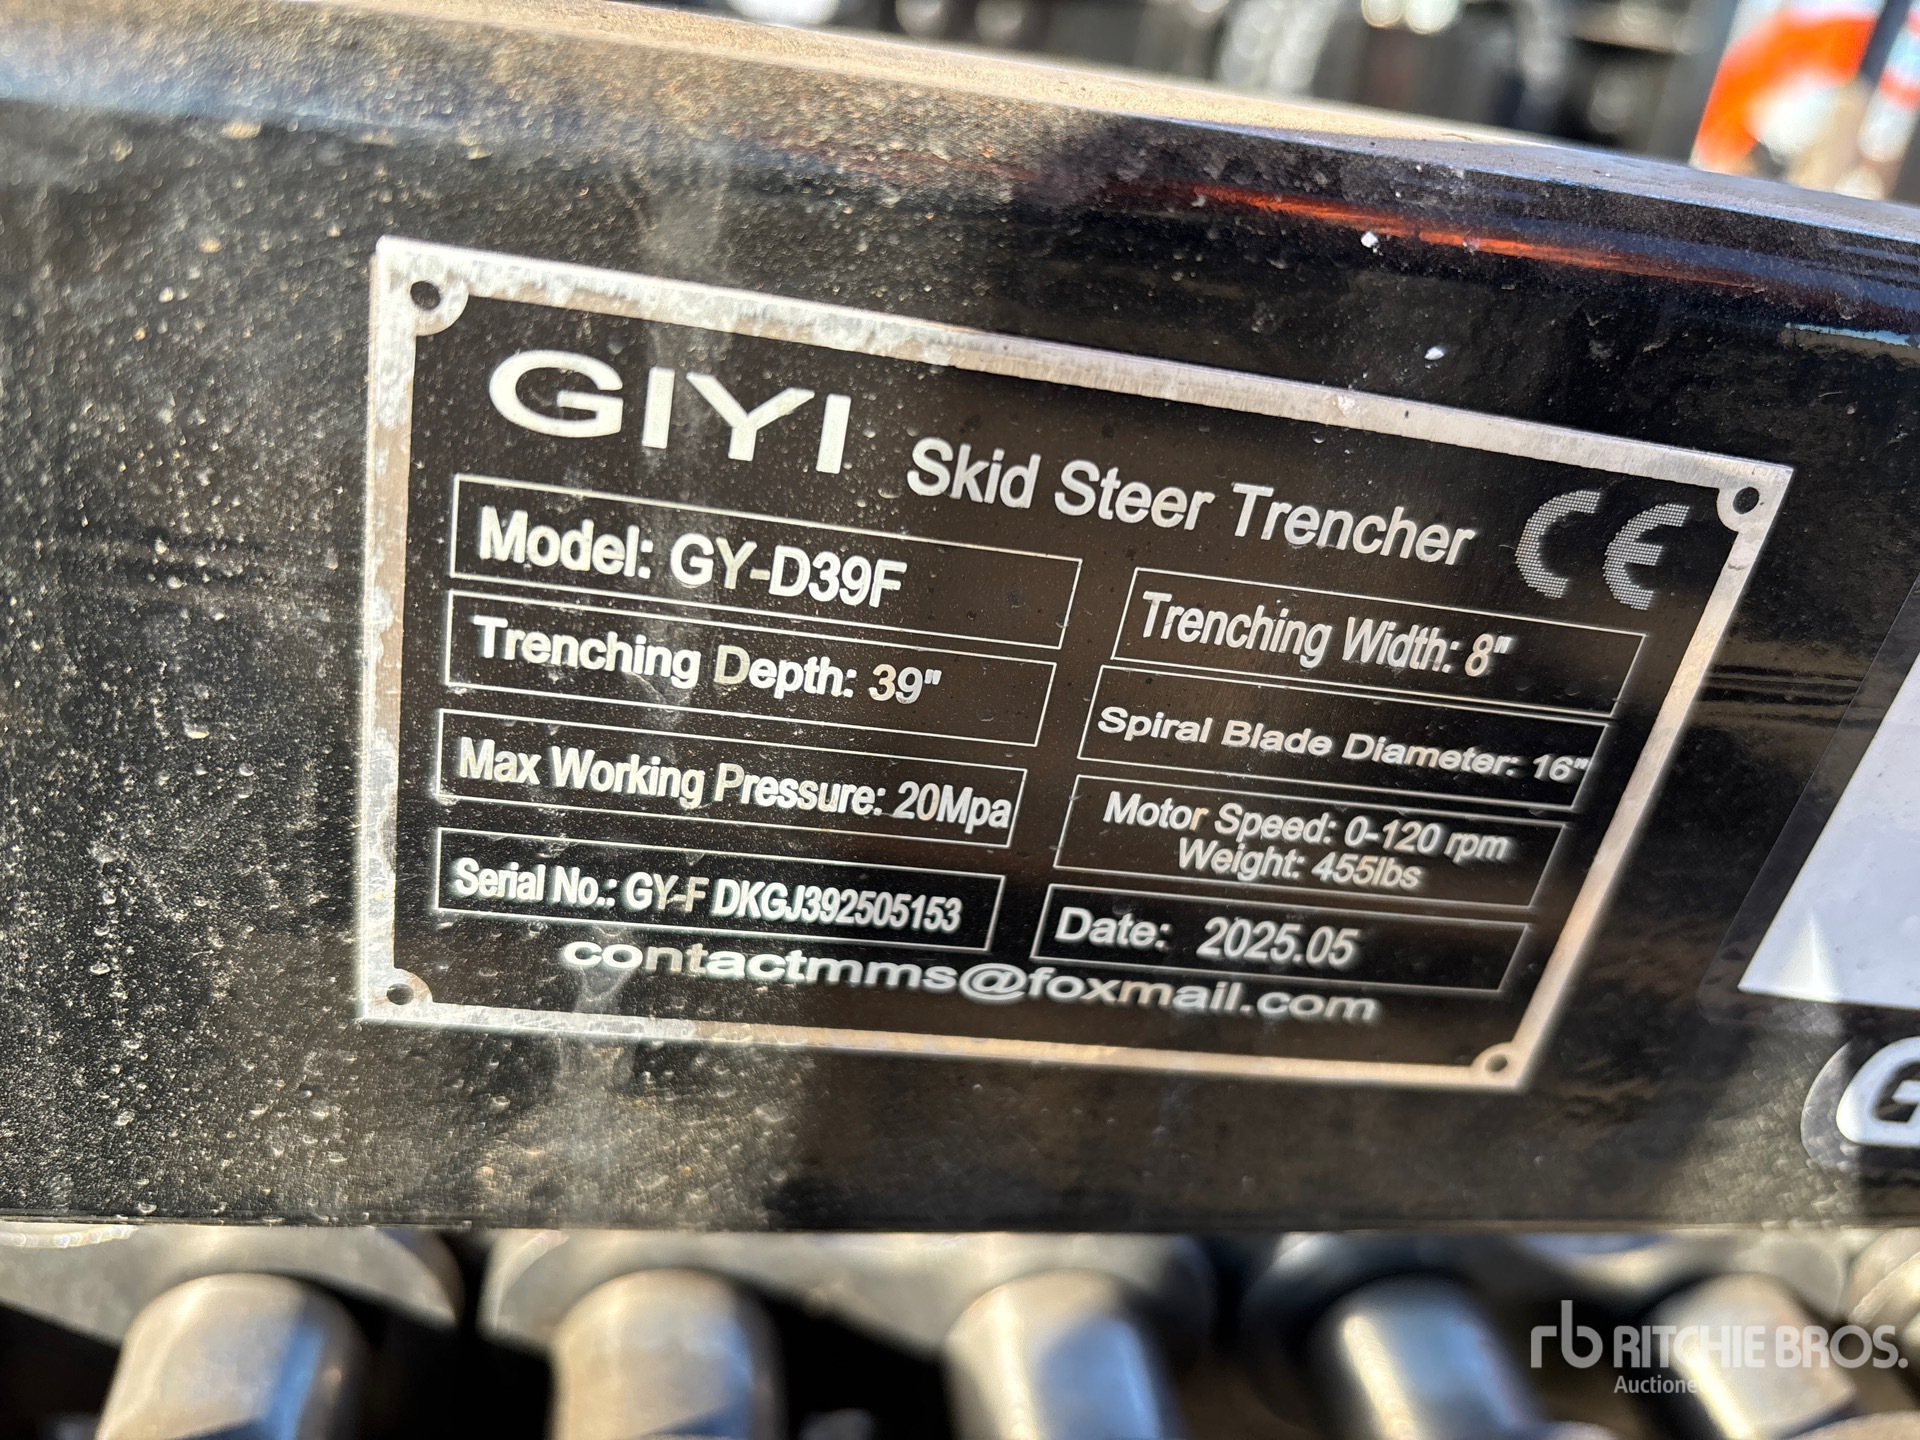 GIYI Skid Steer Trencher CE
Model: GY-D39F
Trenching Width: 8"
Trenching Depth: 39"
Spiral Blade Diameter: 16"
Max Working Pressure: 20Mpa
Motor Speed: 0-120 rpm
Weight: 455lbs
Serial No.: GY-F DKGJ392505153
Date: 2025.05
contactmms@foxmail.com
G
rb RITCHIE BROS.
Auctionee